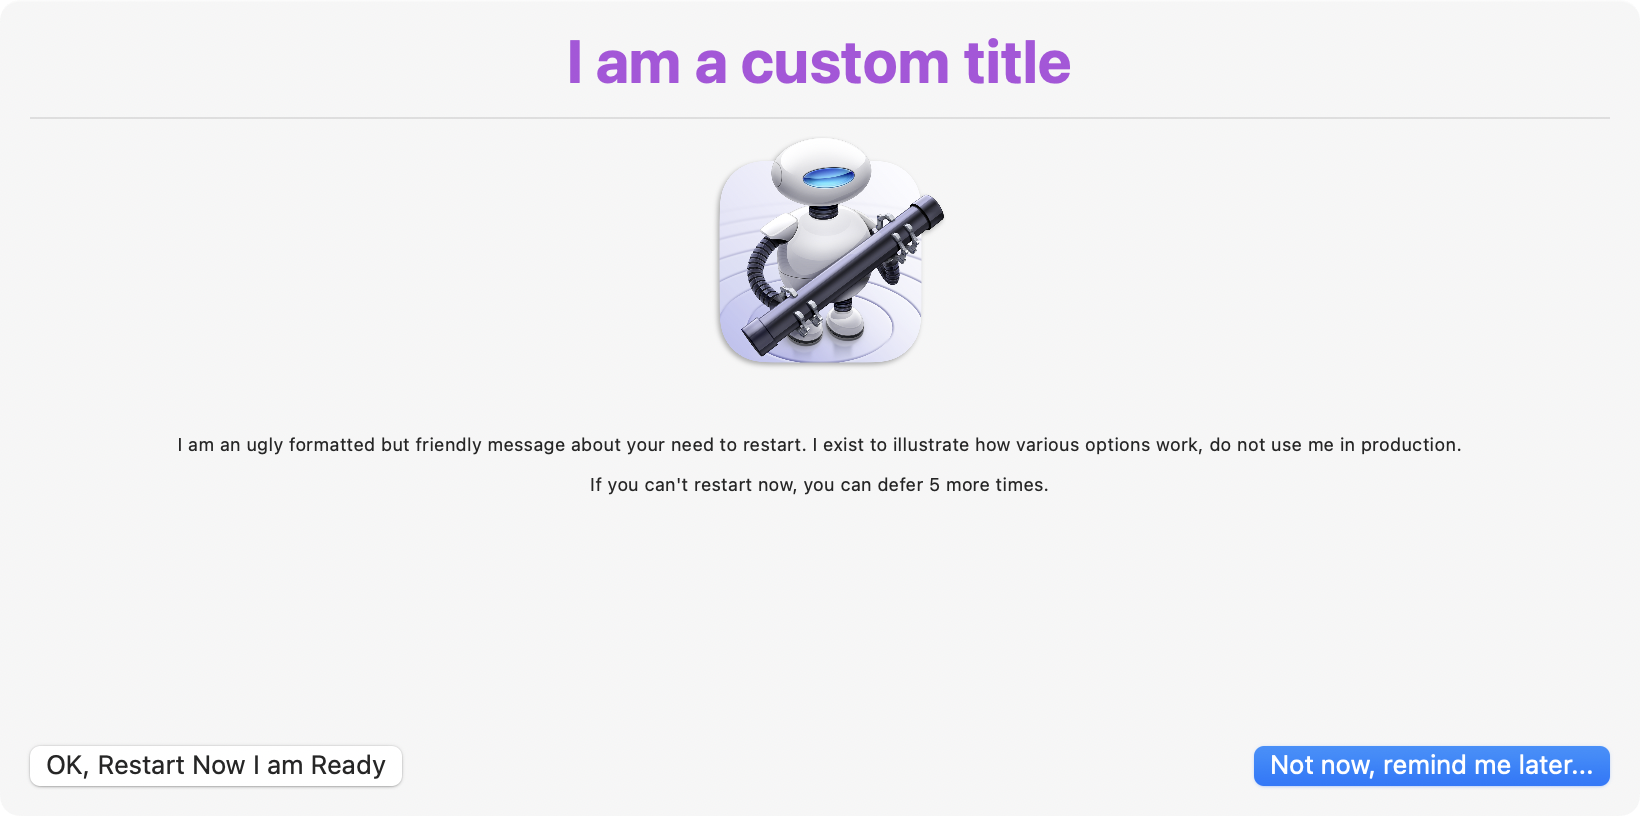 I am a custom title
I am an ugly formatted but friendly message about your need to restart. I exist to illustrate how various options work, do not use me in production.
If you can't restart now, you can defer 5 more times.
OK, Restart Now I am Ready
Not now, remind me later...